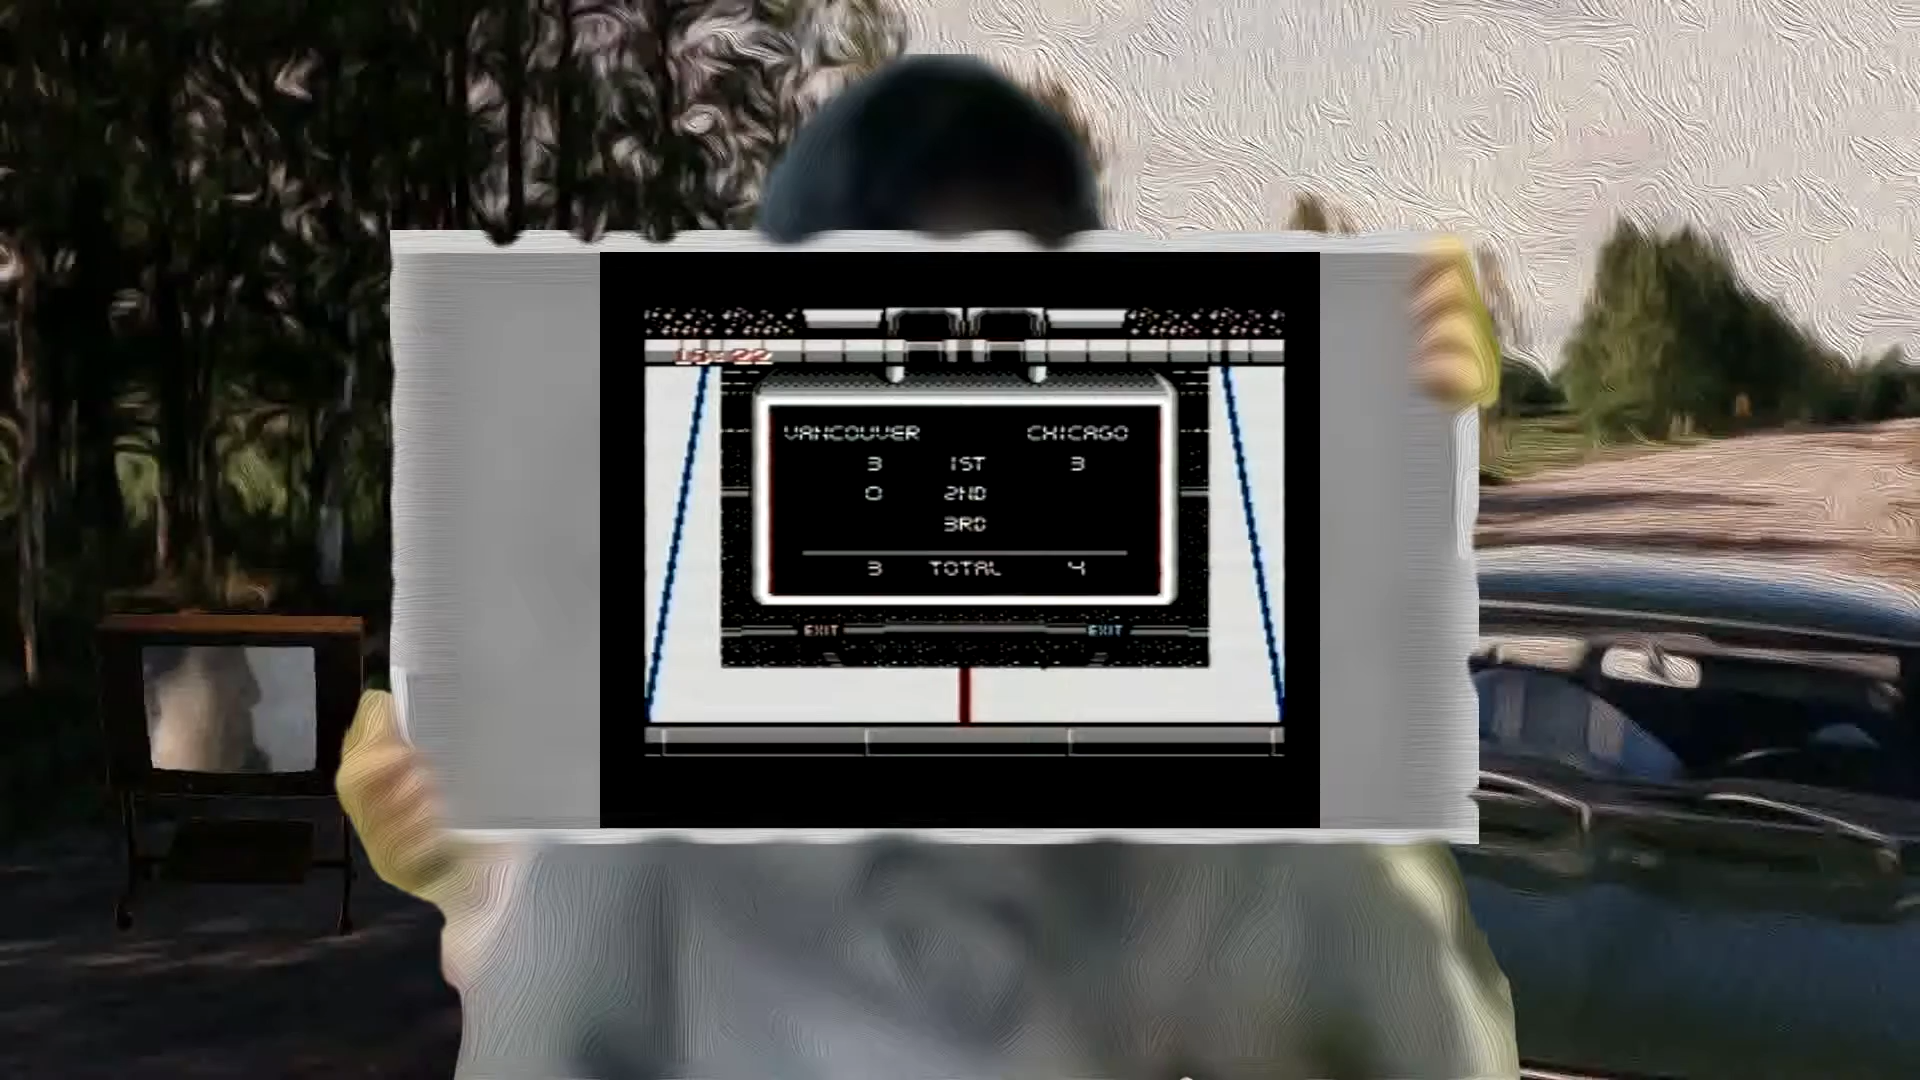 15:22
VANCOUVER CHICAGO
3 1ST 3
0 2ND
3RD
3 TOTAL 4
EXIT EXIT